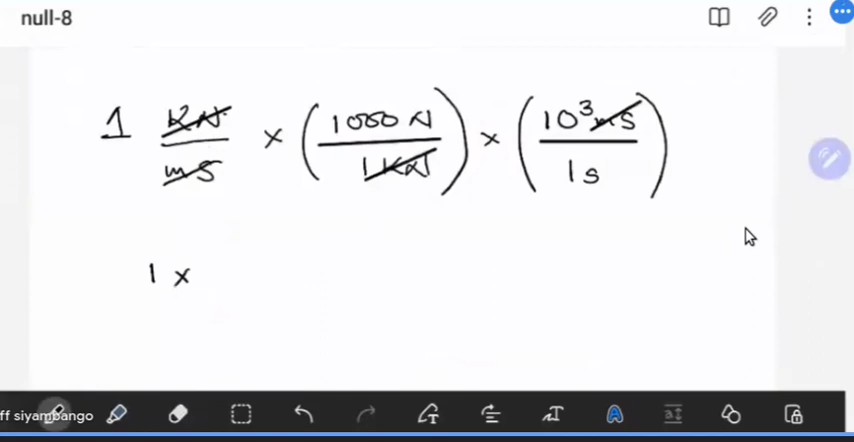 null-8
1 KN/ms × (1000 N / 1 KN) × (10³ ms / 1 s)
1 ×
ff siyambango